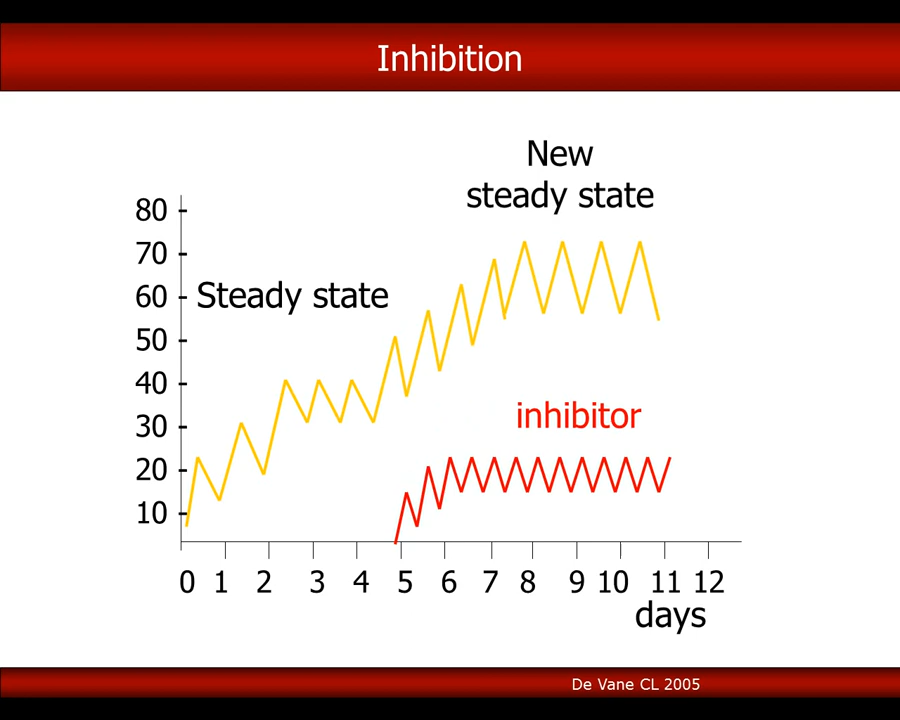 Inhibition
New
steady state
80
70
60
50
40
30
20
10
Steady state
inhibitor
0 1 2 3 4 5 6 7 8 9 10 11 12
days
De Vane CL 2005